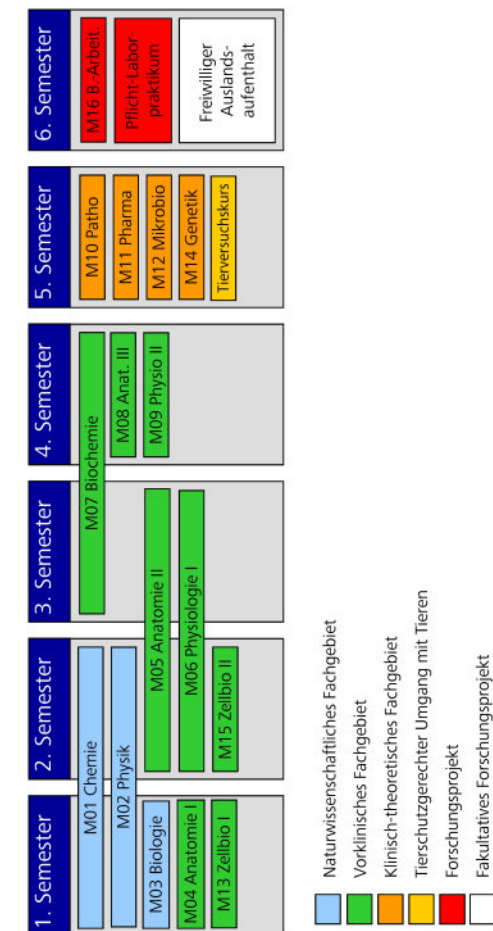 1. Semester
M01 Chemie
M02 Physik
M03 Biologie
M04 Anatomie I
M13 Zellbio I
2. Semester
M05 Anatomie II
M06 Physiologie I
M15 Zellbio II
3. Semester
M07 Biochemie
4. Semester
M08 Anat. III
M09 Physio II
5. Semester
M10 Patho
M11 Pharma
M12 Mikrobio
M14 Genetik
Tierversuchskurs
6. Semester
M16 B.-Arbeit.
Pflicht-Labor-
praktikum
Freiwilliger
Auslands-
aufenthalt
Naturwissenschaftliches Fachgebiet
Vorklinisches Fachgebiet
Klinisch-theoretisches Fachgebiet
Tierschutzgerechter Umgang mit Tieren
Forschungsprojekt
Fakultatives Forschungsprojekt